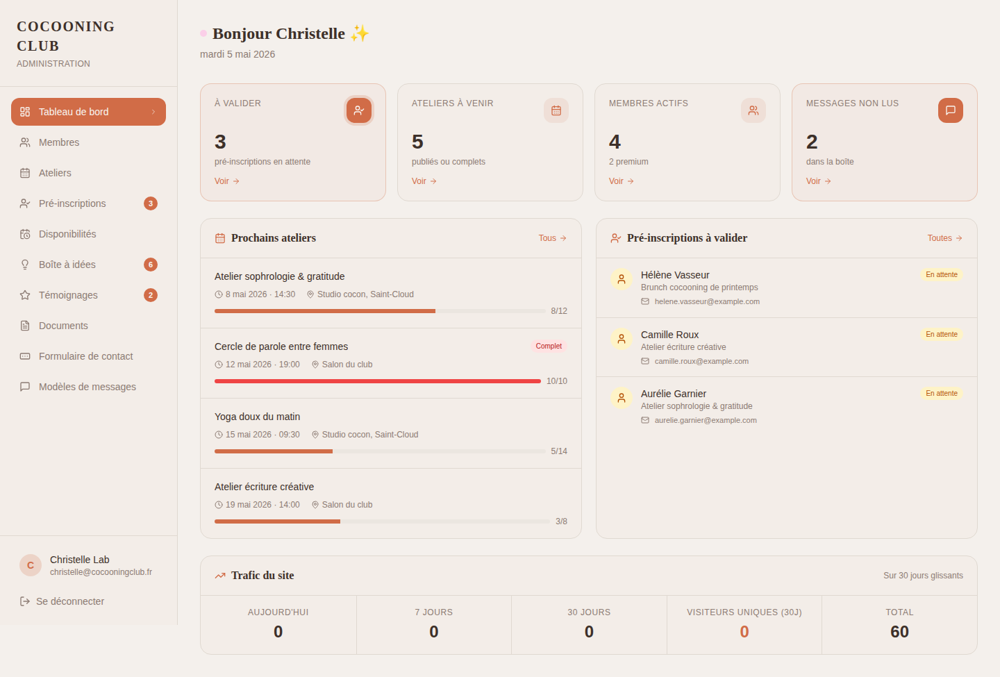 COCOONING
CLUB
ADMINISTRATION
Tableau de bord
Membres
Ateliers
Pré-inscriptions 3
Disponibilités
Boîte à idées 6
Témoignages 2
Documents
Formulaire de contact
Modèles de messages
C
Christelle Lab
christelle@cocooningclub.fr
Se déconnecter
Bonjour Christelle ✨
mardi 5 mai 2026
À VALIDER
3
pré-inscriptions en attente
Voir
ATELIERS À VENIR
5
publiés ou complets
Voir
MEMBRES ACTIFS
4
2 premium
Voir
MESSAGES NON LUS
2
dans la boîte
Voir
Prochains ateliers
Tous
Atelier sophrologie & gratitude
8 mai 2026 · 14:30 Studio cocon, Saint-Cloud
8/12
Cercle de parole entre femmes
Complet
12 mai 2026 · 19:00 Salon du club
10/10
Yoga doux du matin
15 mai 2026 · 09:30 Studio cocon, Saint-Cloud
5/14
Atelier écriture créative
19 mai 2026 · 14:00 Salon du club
3/8
Pré-inscriptions à valider
Toutes
Hélène Vasseur
En attente
Brunch cocooning de printemps
helene.vasseur@example.com
Camille Roux
En attente
Atelier écriture créative
camille.roux@example.com
Aurélie Garnier
En attente
Atelier sophrologie & gratitude
aurelie.garnier@example.com
Trafic du site
Sur 30 jours glissants
AUJOURD'HUI
0
7 JOURS
0
30 JOURS
0
VISITEURS UNIQUES (30J)
0
TOTAL
60